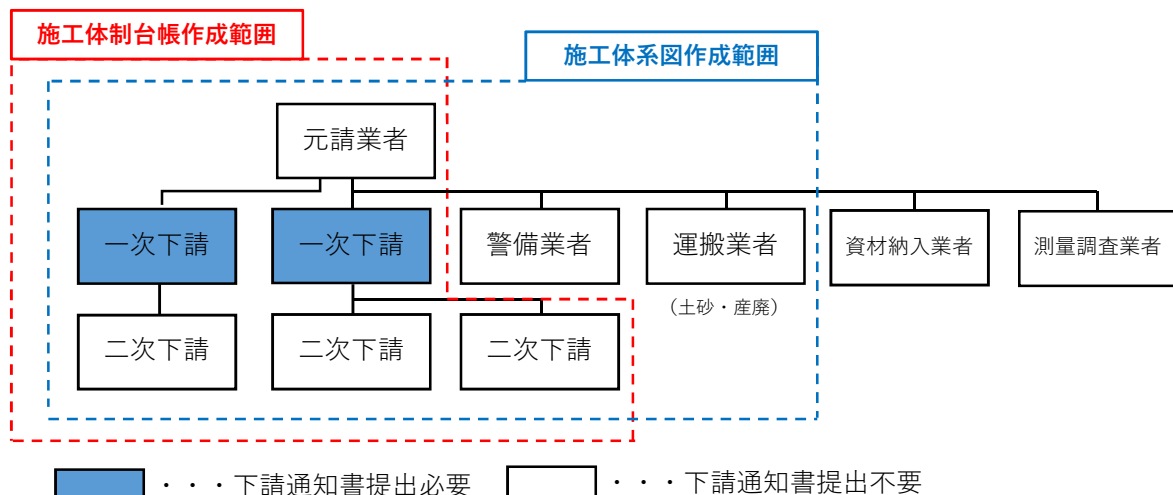 施工体制台帳作成範囲
施工体系図作成範囲
元請業者
一次下請
一次下請
警備業者
運搬業者
資材納入業者
測量調査業者
(土砂・産廃)
二次下請
二次下請
二次下請
・・・下請通知書提出必要
・・・下請通知書提出不要